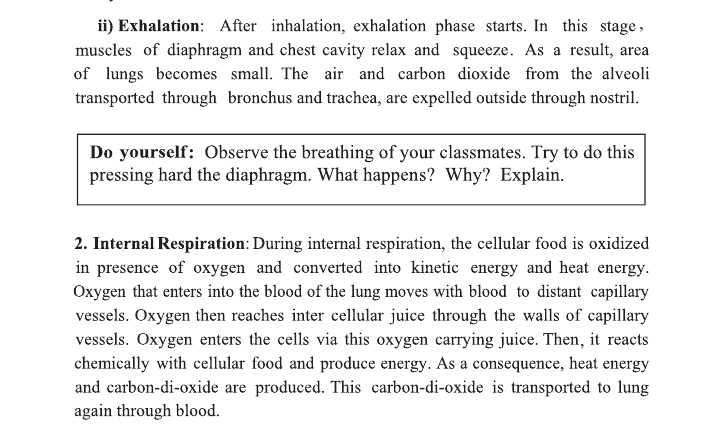 ii) Exhalation: After inhalation, exhalation phase starts. In this stage,
muscles of diaphragm and chest cavity relax and squeeze. As a result, area
of lungs becomes small. The air and carbon dioxide from the alveoli
transported through bronchus and trachea, are expelled outside through nostril.
Do yourself: Observe the breathing of your classmates. Try to do this
pressing hard the diaphragm. What happens? Why? Explain.
2. Internal Respiration: During internal respiration, the cellular food is oxidized
in presence of oxygen and converted into kinetic energy and heat energy.
Oxygen that enters into the blood of the lung moves with blood to distant capillary
vessels. Oxygen then reaches inter cellular juice through the walls of capillary
vessels. Oxygen enters the cells via this oxygen carrying juice. Then, it reacts
chemically with cellular food and produce energy. As a consequence, heat energy
and carbon-di-oxide are produced. This carbon-di-oxide is transported to lung
again through blood.